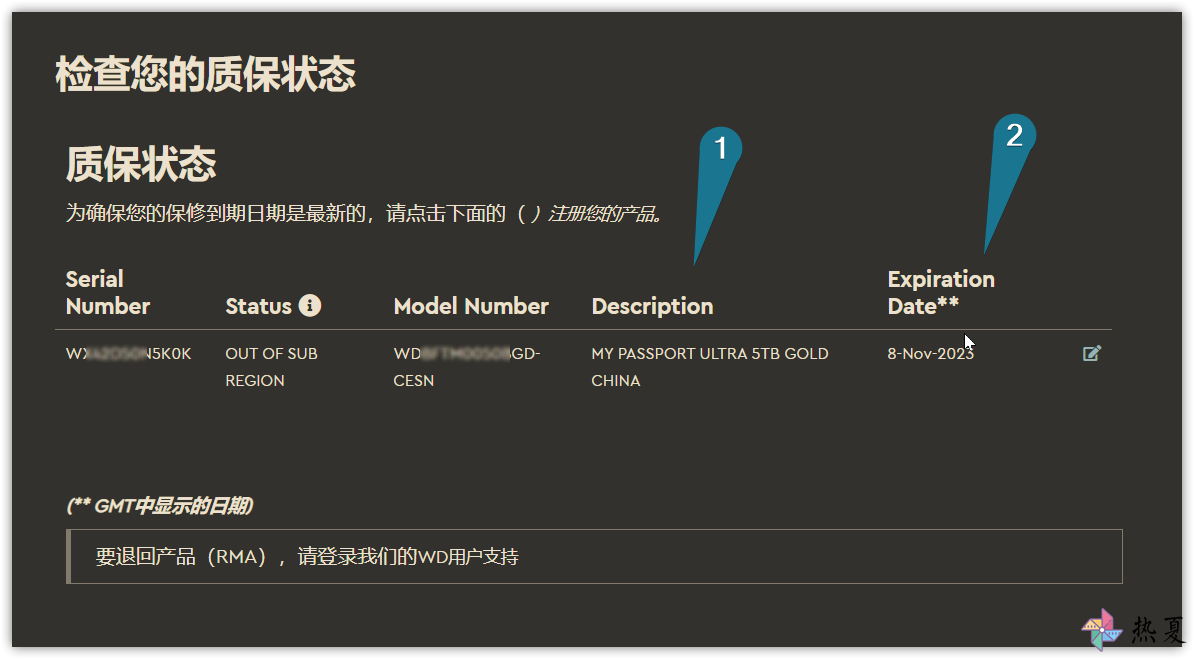 检查您的质保状态
1
2
质保状态
为确保您的保修到期日期是最新的，请点击下面的（ ）注册您的产品。
Serial
Number
Status
Model Number
Description
Expiration
Date**
N5K0K
OUT OF SUB
REGION
GD-
CESN
MY PASSPORT ULTRA 5TB GOLD
CHINA
8-Nov-2023
(** GMT中显示的日期)
要退回产品（RMA），请登录我们的WD用户支持
热夏